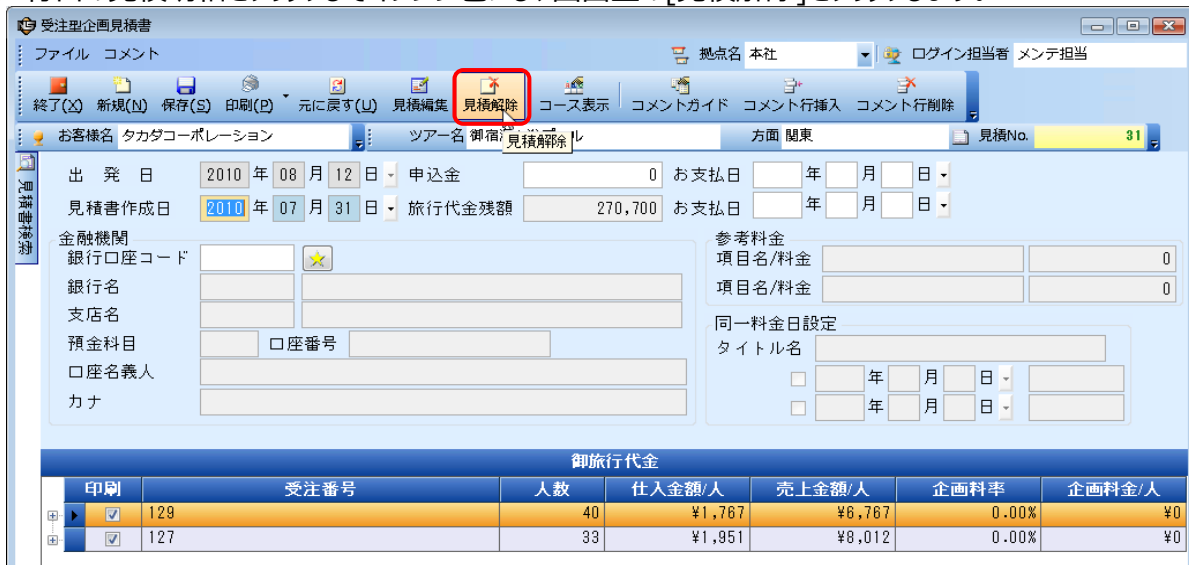 受注型企画見積書
ファイル コメント 拠点名 本社 ログイン担当者 メンテ担当
終了(X) 新規(N) 保存(S) 印刷(P) 元に戻す(U) 見積編集 見積解除 コース表示 コメントガイド コメント行挿入 コメント行削除
お客様名 タカダコーポレーション ツアー名 御宿 ル 方面 関東 見積No. 31
見積解除
見積書検索
出発日 2010 年 08 月 12 日 申込金 0 お支払日 年 月 日
見積書作成日 2010 年 07 月 31 日 旅行代金残額 270,700 お支払日 年 月 日
金融機関 参考料金
銀行口座コード 項目名/料金 0
銀行名 項目名/料金 0
支店名 同一料金日設定
預金科目 口座番号 タイトル名
口座名義人 年 月 日
カナ 年 月 日
御旅行代金
印刷 受注番号 人数 仕入金額/人 売上金額/人 企画料率 企画料金/人
129 40 ¥1,767 ¥6,767 0.00% ¥0
127 33 ¥1,951 ¥8,012 0.00% ¥0